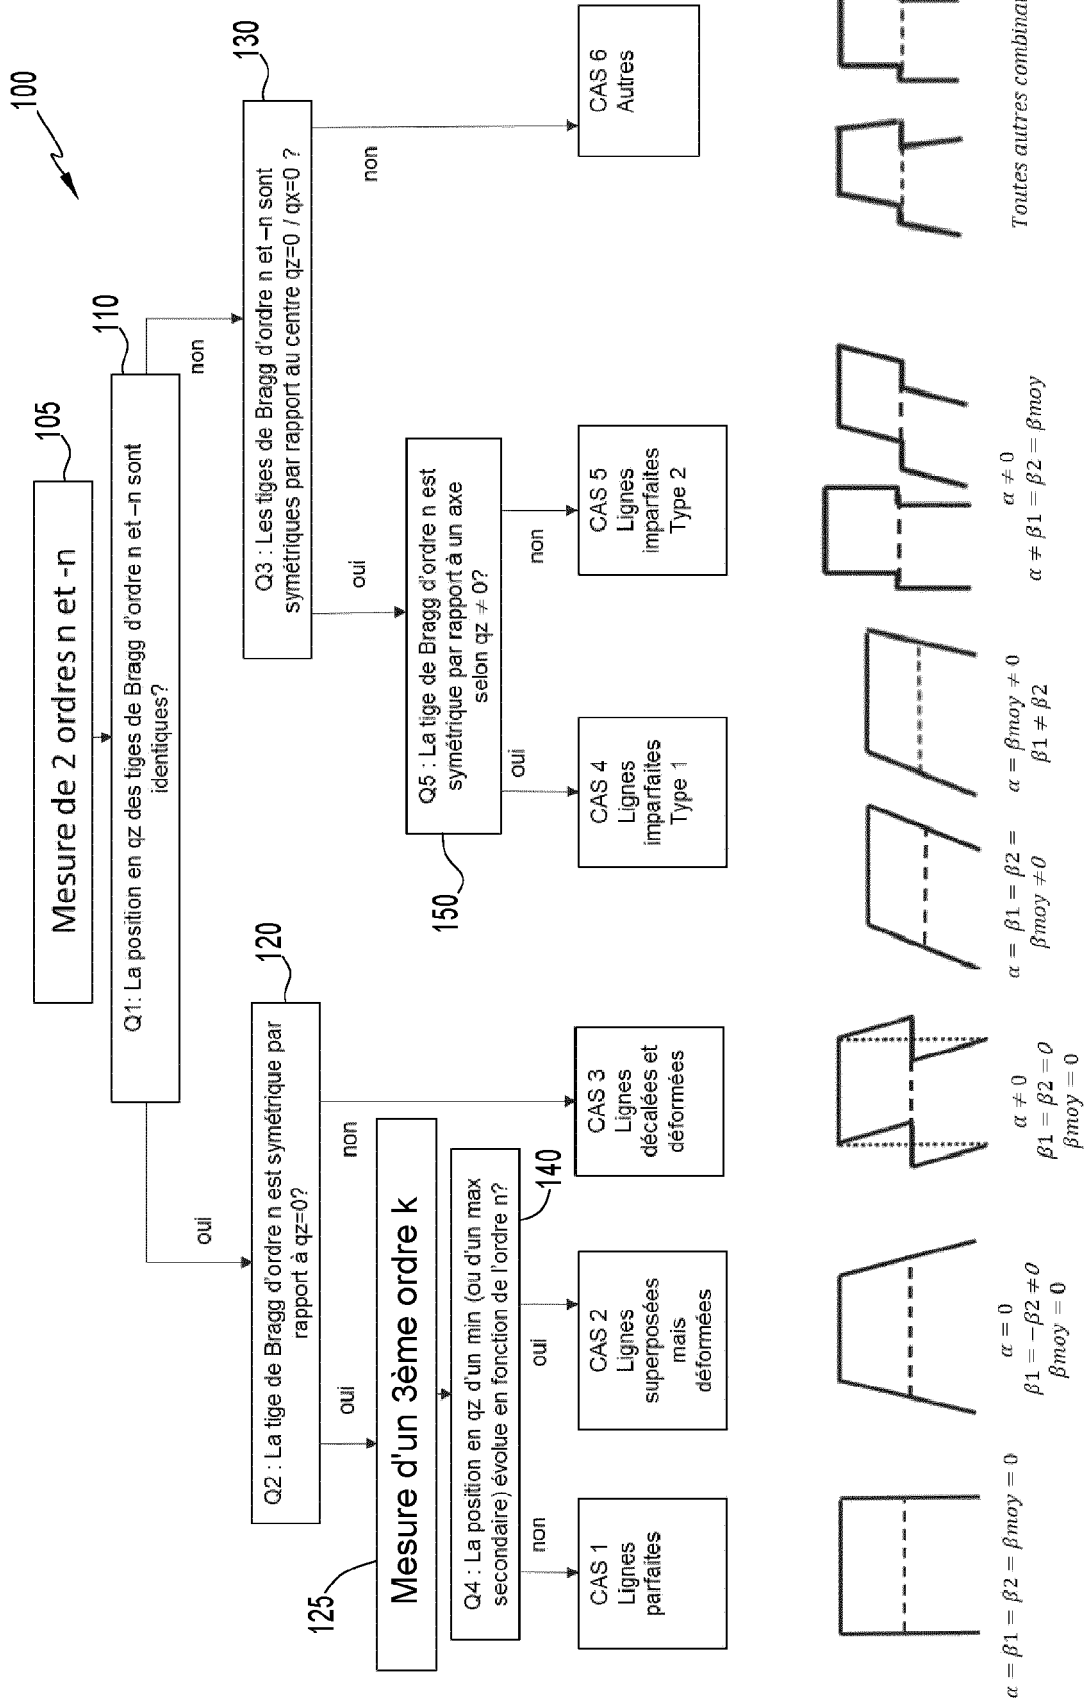 100
Mesure de 2 ordres n et -n
105
Q1: La position en qz des tiges de Bragg d'ordre n et –n sont
identiques?
110
oui
non
Q2 : La tige de Bragg d'ordre n est symétrique par
rapport à qz=0?
120
Q3 : Les tiges de Bragg d'ordre n et -n sont
symétriques par rapport au centre qz=0 / qx=0 ?
130
oui
non
oui
non
Mesure d'un 3ème ordre k
125
Q5 : La tige de Bragg d'ordre n est
symétrique par rapport à un axe
selon qz ≠ 0?
150
Q4 : La position en qz d'un min (ou d'un max
secondaire) évolue en fonction de l'ordre n?
140
non
oui
oui
non
CAS 1
Lignes
parfaites
CAS 2
Lignes
superposées
mais
déformées
CAS 3
Lignes
décalées et
déformées
CAS 4
Lignes
imparfaites
Type 1
CAS 5
Lignes
imparfaites
Type 2
CAS 6
Autres
α = β1 = β2 = βmoy = 0
α = 0
β1 = −β2 ≠ 0
βmoy = 0
α ≠ 0
β1 = β2 = 0
βmoy = 0
α = β1 = β2 =
βmoy ≠ 0
α = βmoy ≠ 0
β1 ≠ β2
α ≠ 0
α ≠ β1 = β2 = βmoy
Toutes autres